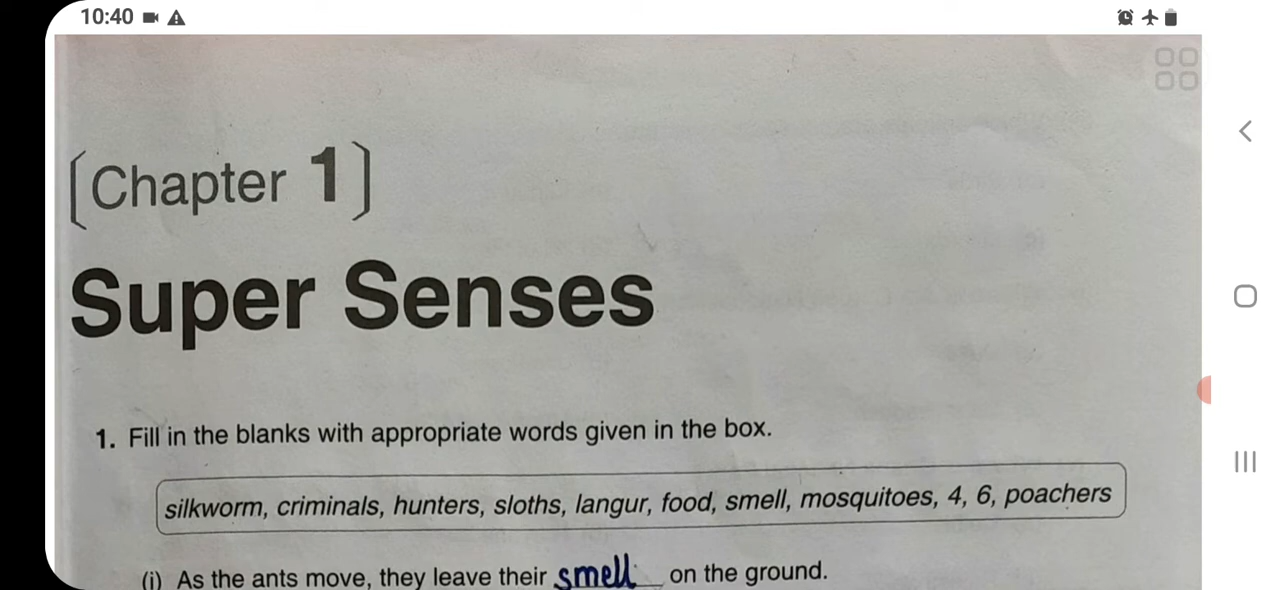 10:40
[Chapter 1]
Super Senses
1. Fill in the blanks with appropriate words given in the box.
silkworm, criminals, hunters, sloths, langur, food, smell, mosquitoes, 4, 6, poachers
(i) As the ants move, they leave their smell on the ground.